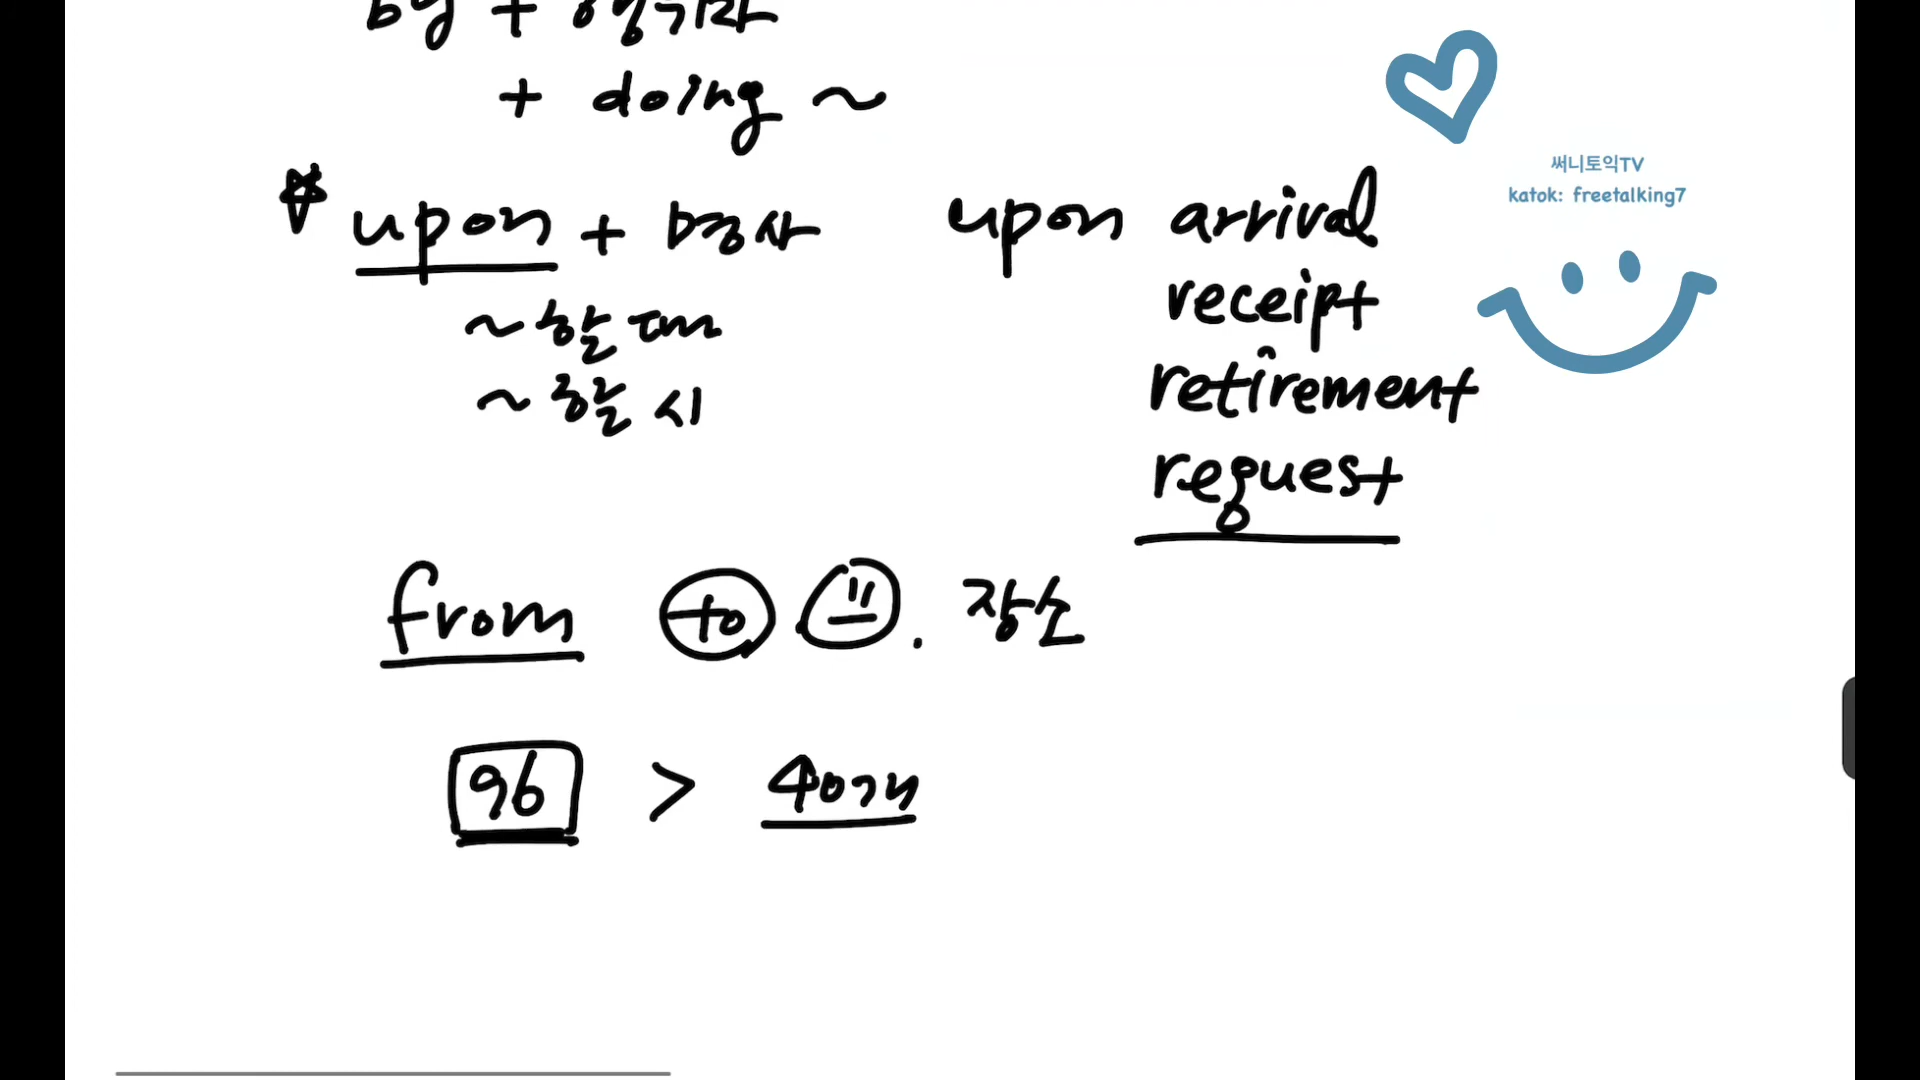 by +
+ doing ~
☆ upon + 명사 upon arrival
~할 때 receipt
~할 시 retirement
request
from to . 장소
96 > 40개
써니토익TV
katok: freetalking7